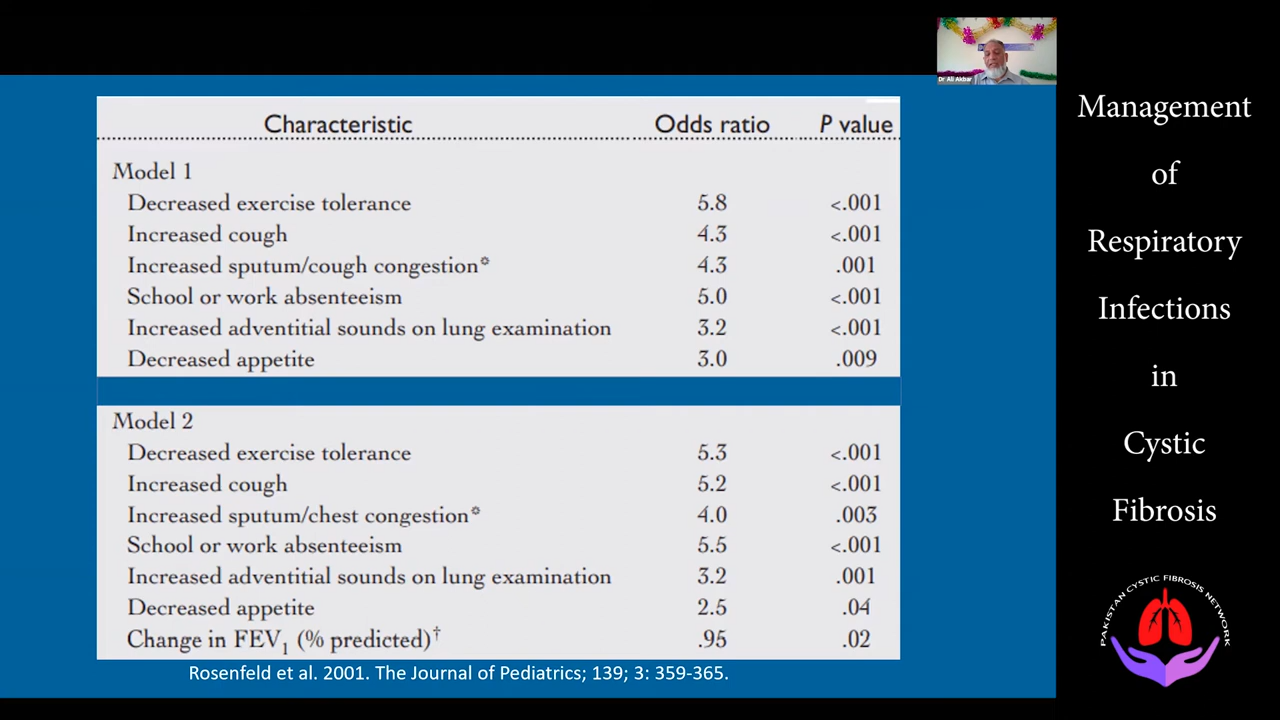 Dr Ali Akbar
Management
of
Respiratory
Infections
in
Cystic
Fibrosis
Characteristic Odds ratio P value
Model 1
Decreased exercise tolerance 5.8 <.001
Increased cough 4.3 <.001
Increased sputum/cough congestion* 4.3 .001
School or work absenteeism 5.0 <.001
Increased adventitial sounds on lung examination 3.2 <.001
Decreased appetite 3.0 .009
Model 2
Decreased exercise tolerance 5.3 <.001
Increased cough 5.2 <.001
Increased sputum/chest congestion* 4.0 .003
School or work absenteeism 5.5 <.001
Increased adventitial sounds on lung examination 3.2 .001
Decreased appetite 2.5 .04
Change in FEV1 (% predicted)† .95 .02
Rosenfeld et al. 2001. The Journal of Pediatrics; 139; 3: 359-365.
PAKISTAN CYSTIC FIBROSIS NETWORK